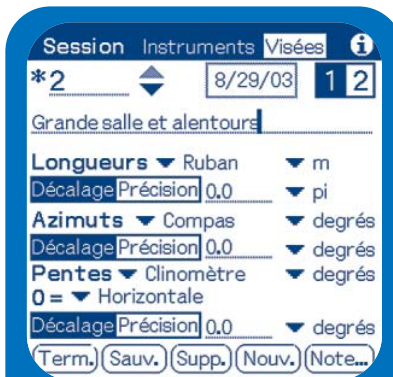 Session Instruments Visées i
*2 8/29/03 1 2
Grande salle et alentours
Longueurs Ruban m
Décalage Précision 0.0 pi
Azimuts Compas degrés
Décalage Précision 0.0 degrés
Pentes Clinomètre degrés
0 = Horizontale
Décalage Précision 0.0 degrés
Term. Sauv. Supp. Nouv. Note...